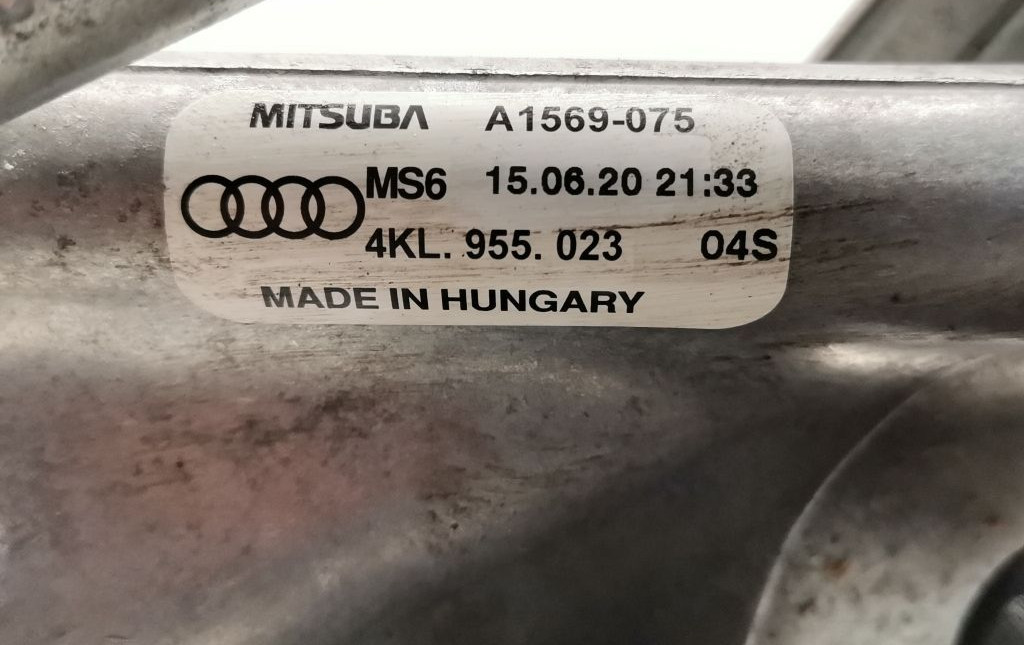 MITSUBA A1569-075
MS6 15.06.20 21:33
4KL. 955. 023 04S
MADE IN HUNGARY